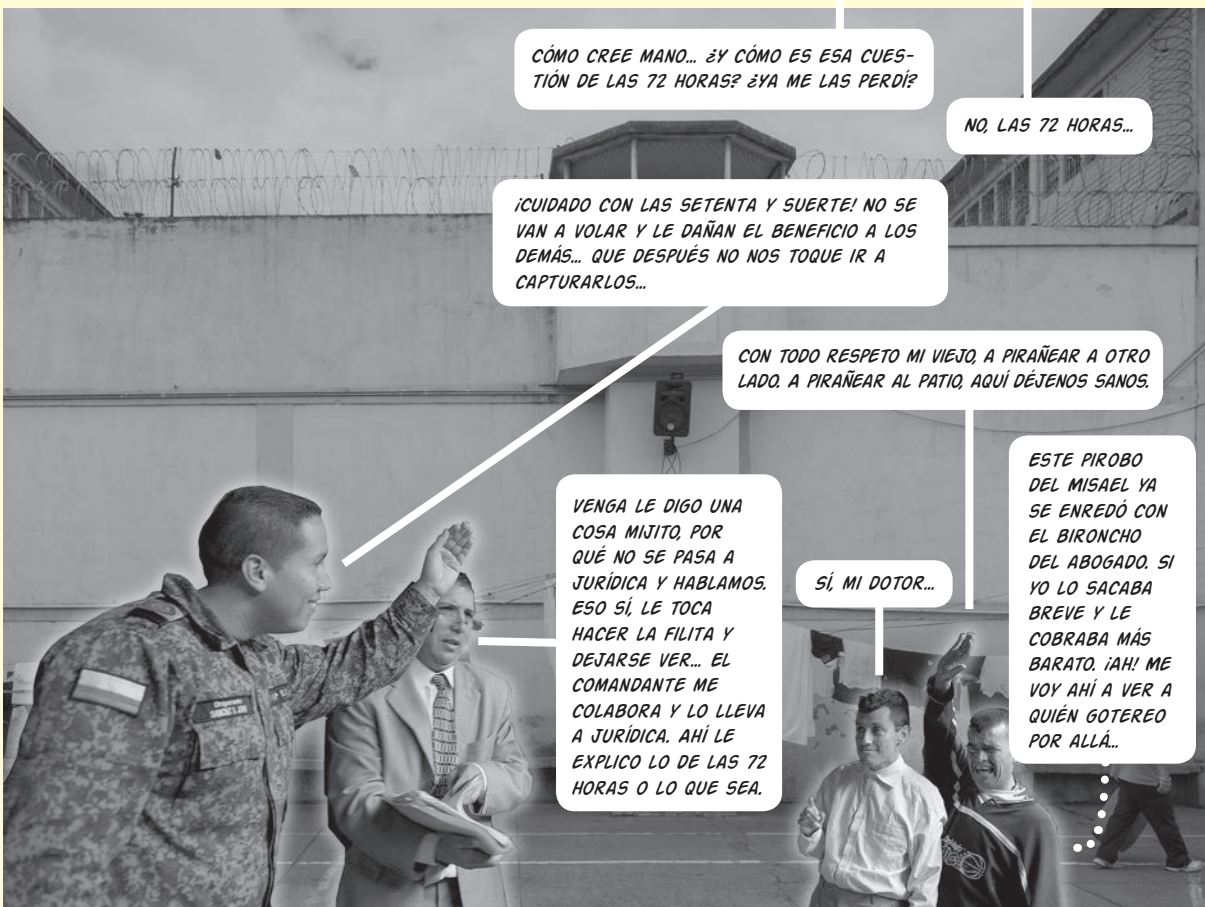 CÓMO CREE MANO... ¿Y CÓMO ES ESA CUES-
TIÓN DE LAS 72 HORAS? ¿YA ME LAS PERDÍ?
NO, LAS 72 HORAS...
¡CUIDADO CON LAS SETENTA Y SUERTE! NO SE
VAN A VOLAR Y LE DAÑAN EL BENEFICIO A LOS
DEMÁS... QUE DESPUÉS NO NOS TOQUE IR A
CAPTURARLOS...
CON TODO RESPETO MI VIEJO, A PIRAÑEAR A OTRO
LADO. A PIRAÑEAR AL PATIO, AQUÍ DÉJENOS SANOS.
VENGA LE DIGO UNA
COSA MIJITO, POR
QUÉ NO SE PASA A
JURÍDICA Y HABLAMOS.
ESO SÍ, LE TOCA
HACER LA FILITA Y
DEJARSE VER... EL
COMANDANTE ME
COLABORA Y LO LLEVA
A JURÍDICA. AHÍ LE
EXPLICO LO DE LAS 72
HORAS O LO QUE SEA.
SÍ, MI DOTOR...
ESTE PIROBO
DEL MISAEL YA
SE ENREDÓ CON
EL BIRONCHO
DEL ABOGADO. SI
YO LO SACABA
BREVE Y LE
COBRABA MÁS
BARATO. ¡AH! ME
VOY AHÍ A VER A
QUIÉN GOTEREO
POR ALLÁ...